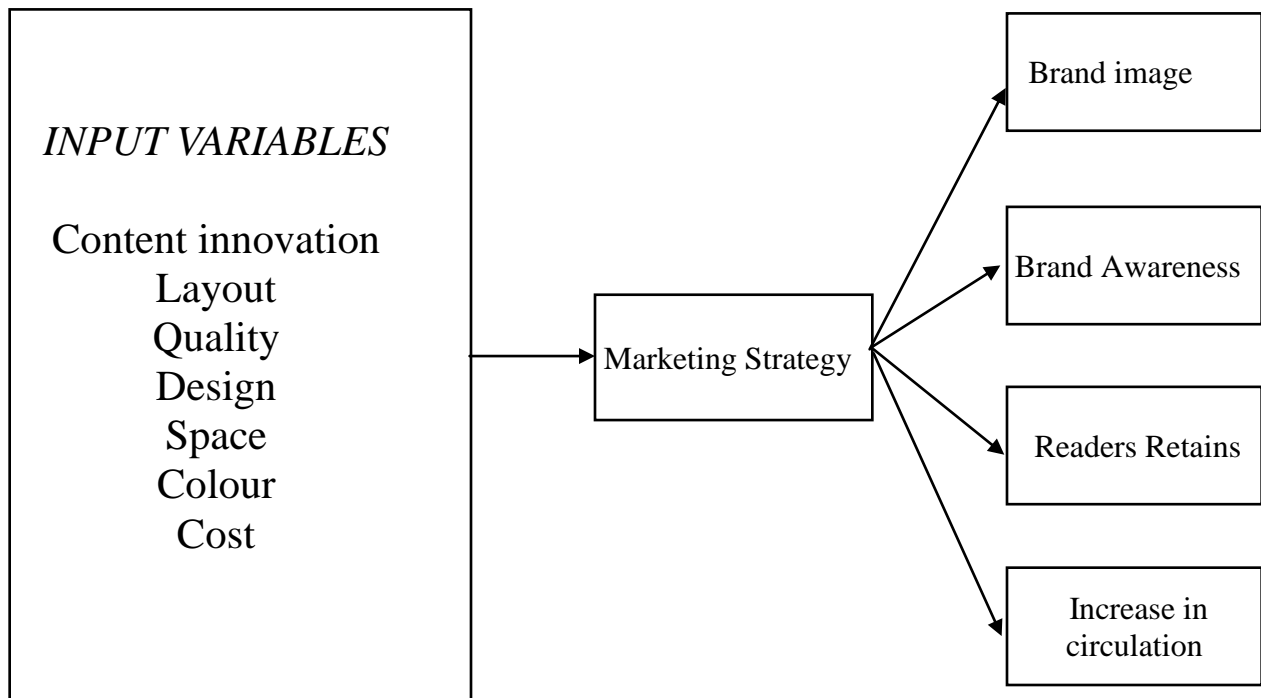 INPUT VARIABLES
Content innovation
Layout
Quality
Design
Space
Colour
Cost
Marketing Strategy
Brand image
Brand Awareness
Readers Retains
Increase in
circulation